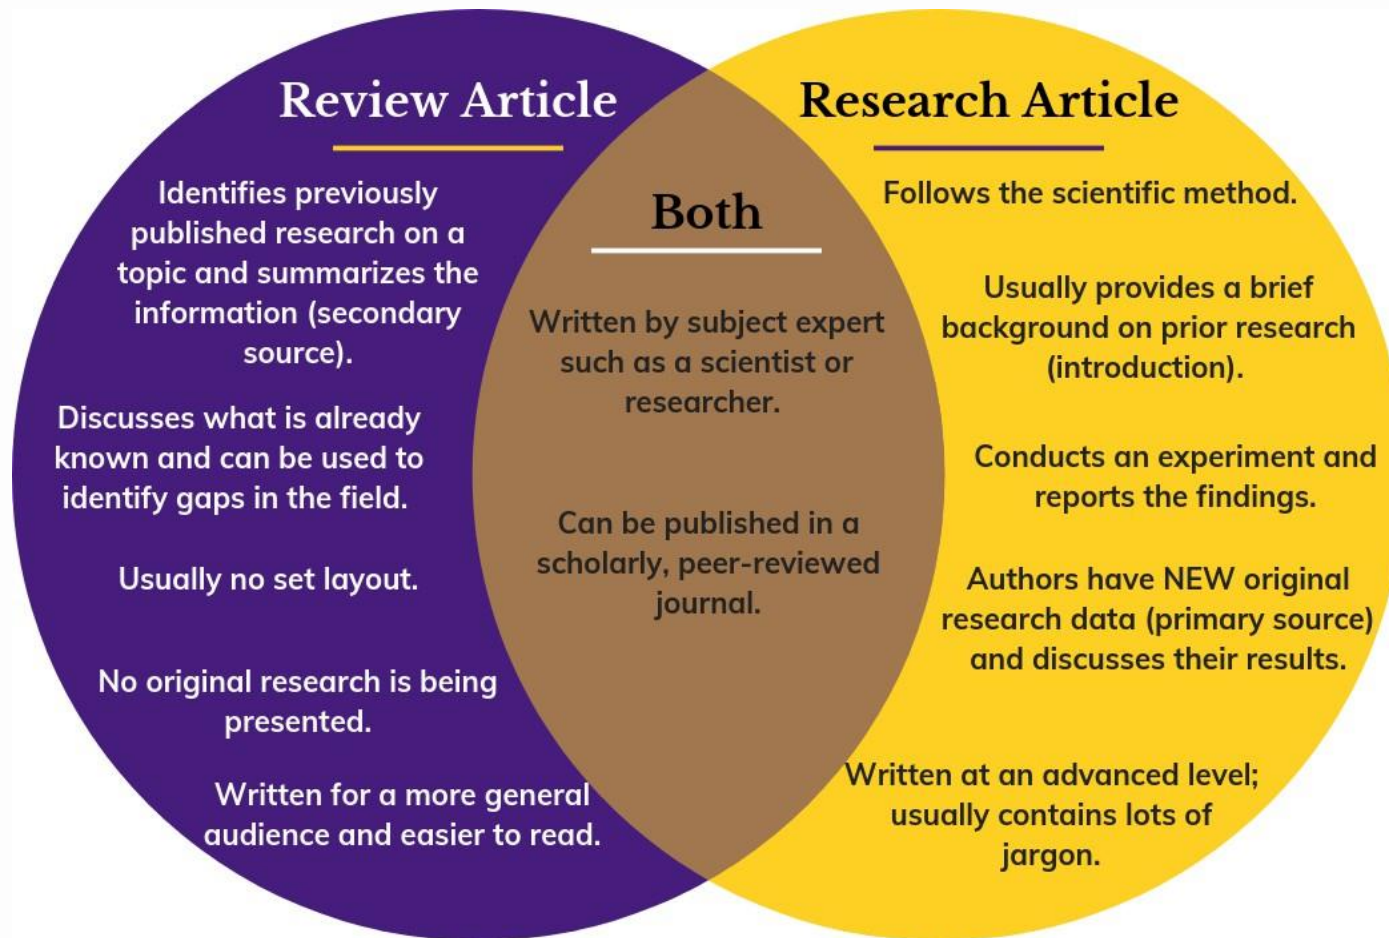 Review Article
Identifies previously
published research on a
topic and summarizes the
information (secondary
source).
Discusses what is already
known and can be used to
identify gaps in the field.
Usually no set layout.
No original research is being
presented.
Written for a more general
audience and easier to read.
Both
Written by subject expert
such as a scientist or
researcher.
Can be published in a
scholarly, peer-reviewed
journal.
Research Article
Follows the scientific method.
Usually provides a brief
background on prior research
(introduction).
Conducts an experiment and
reports the findings.
Authors have NEW original
research data (primary source)
and discusses their results.
Written at an advanced level;
usually contains lots of
jargon.